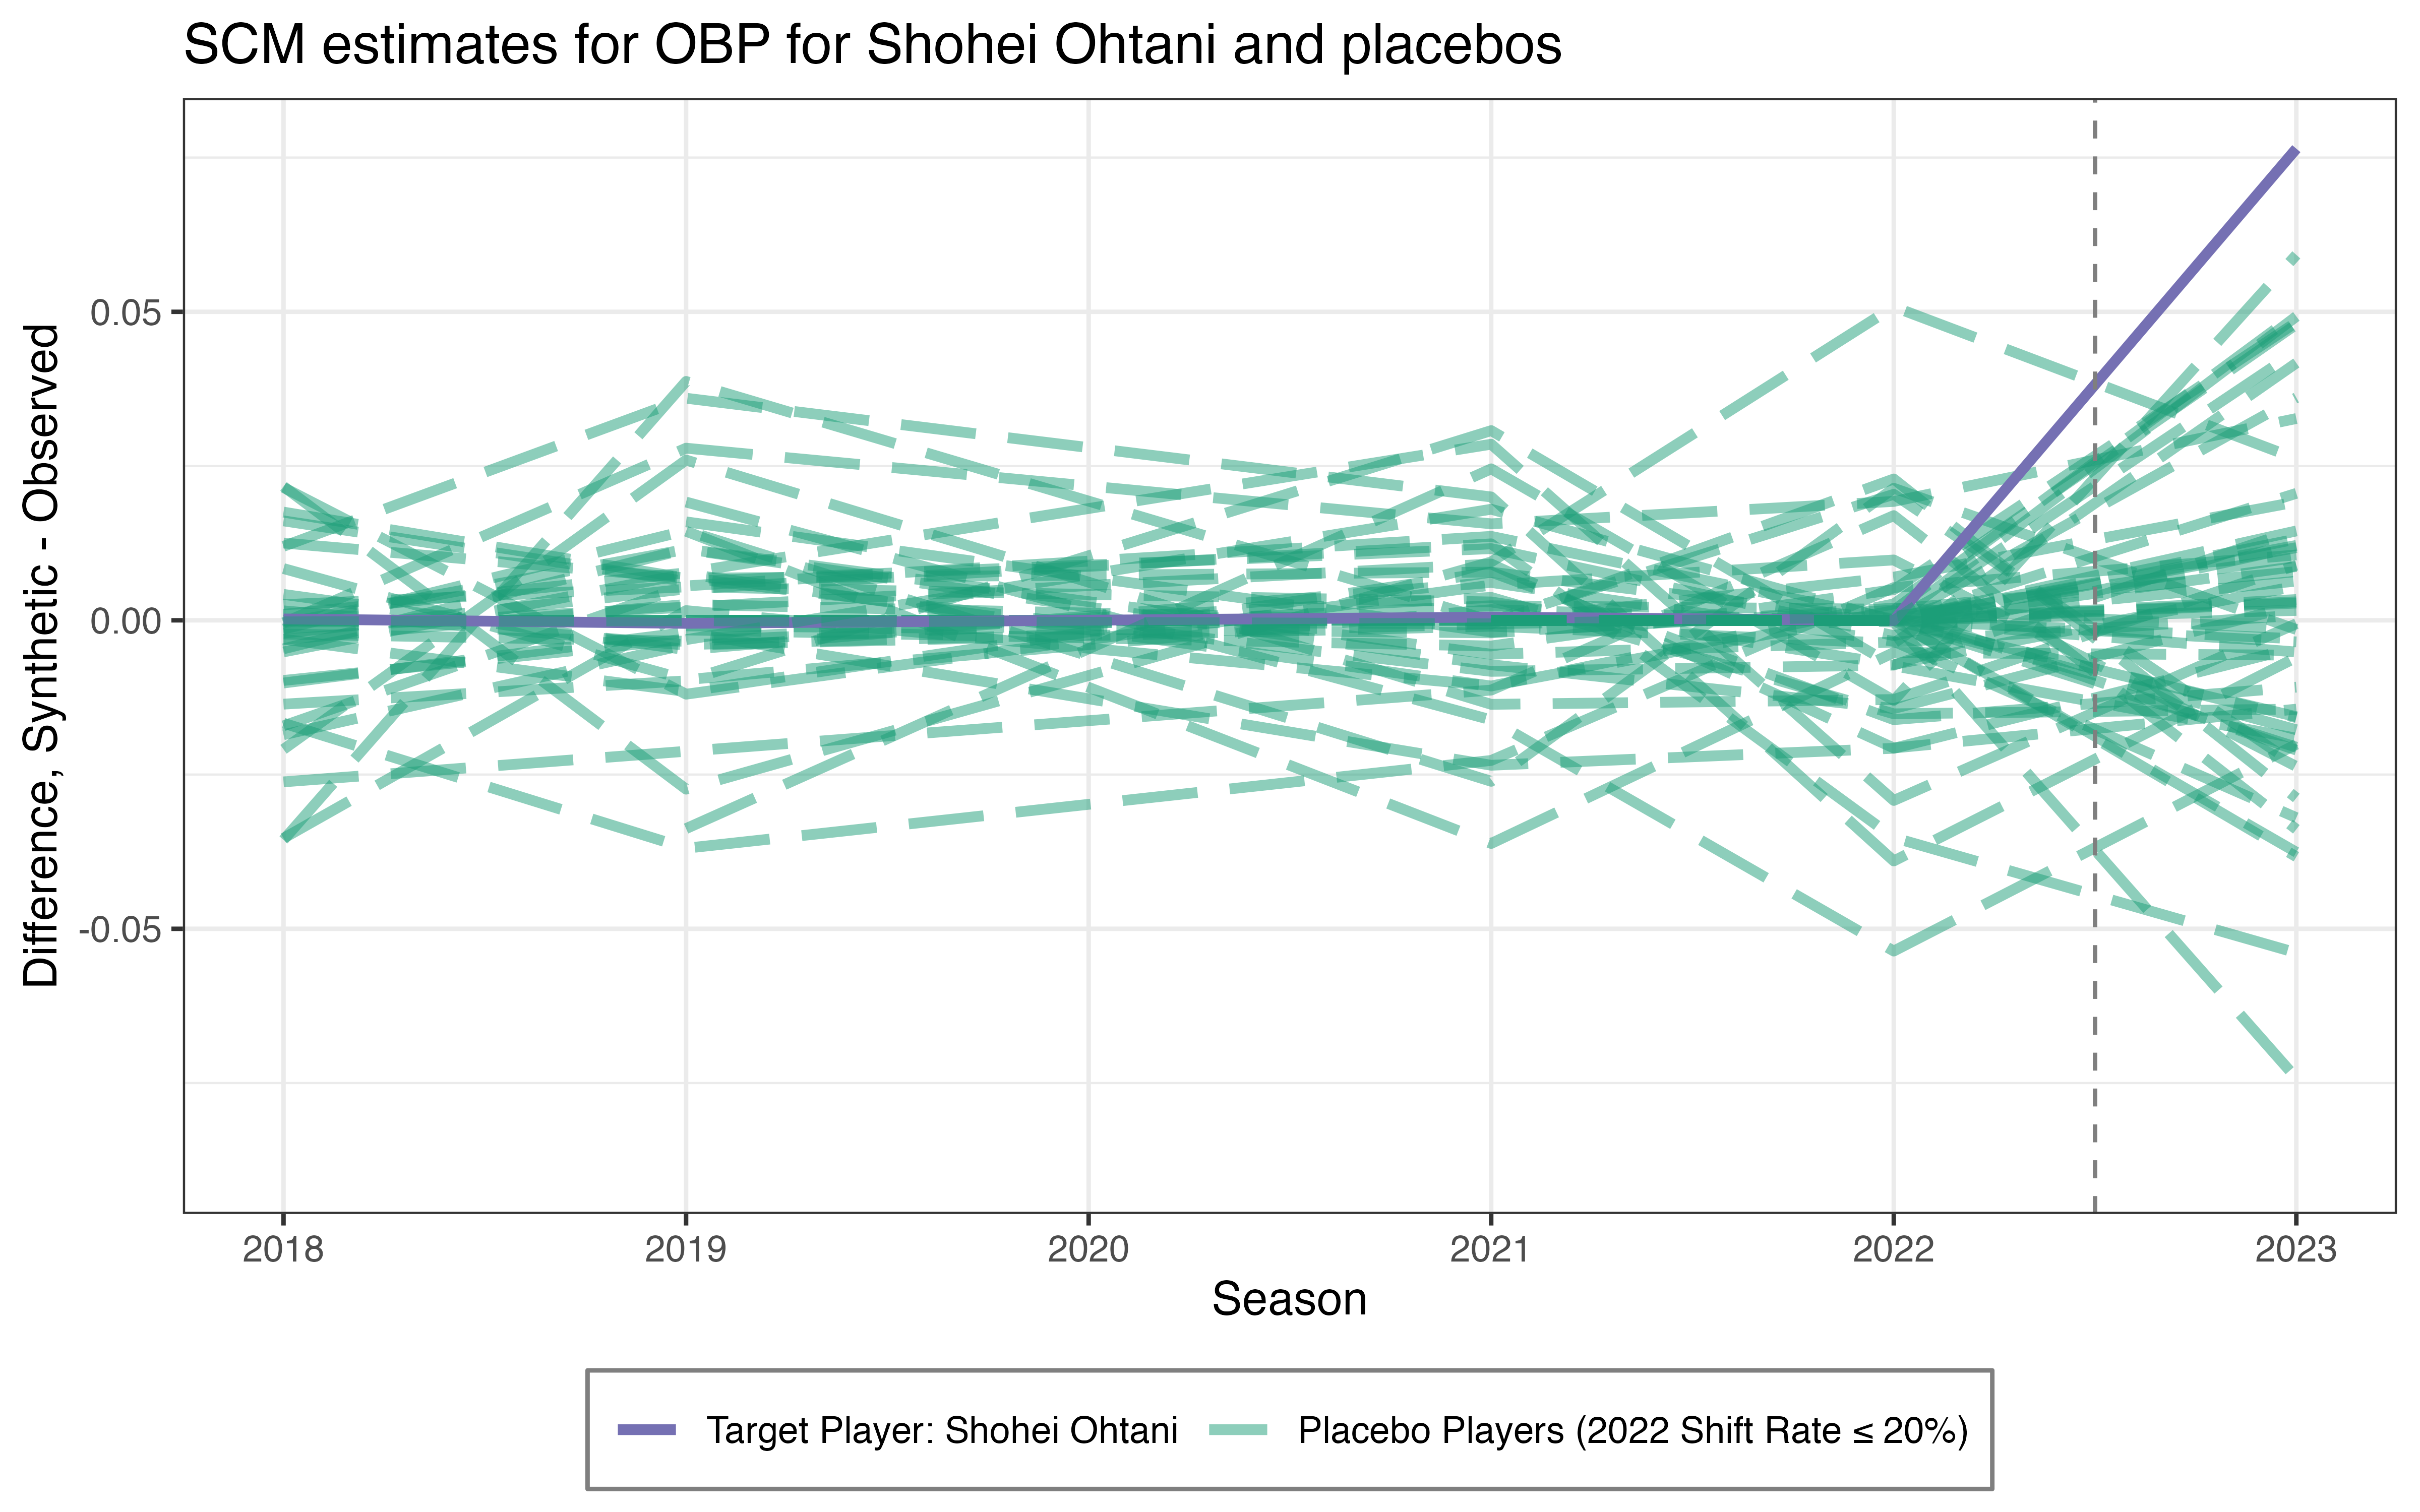 SCM estimates for OBP for Shohei Ohtani and placebos
Difference, Synthetic - Observed
0.05
0.00
-0.05
2018 2019 2020 2021 2022 2023
Season
Target Player: Shohei Ohtani Placebo Players (2022 Shift Rate ≤ 20%)